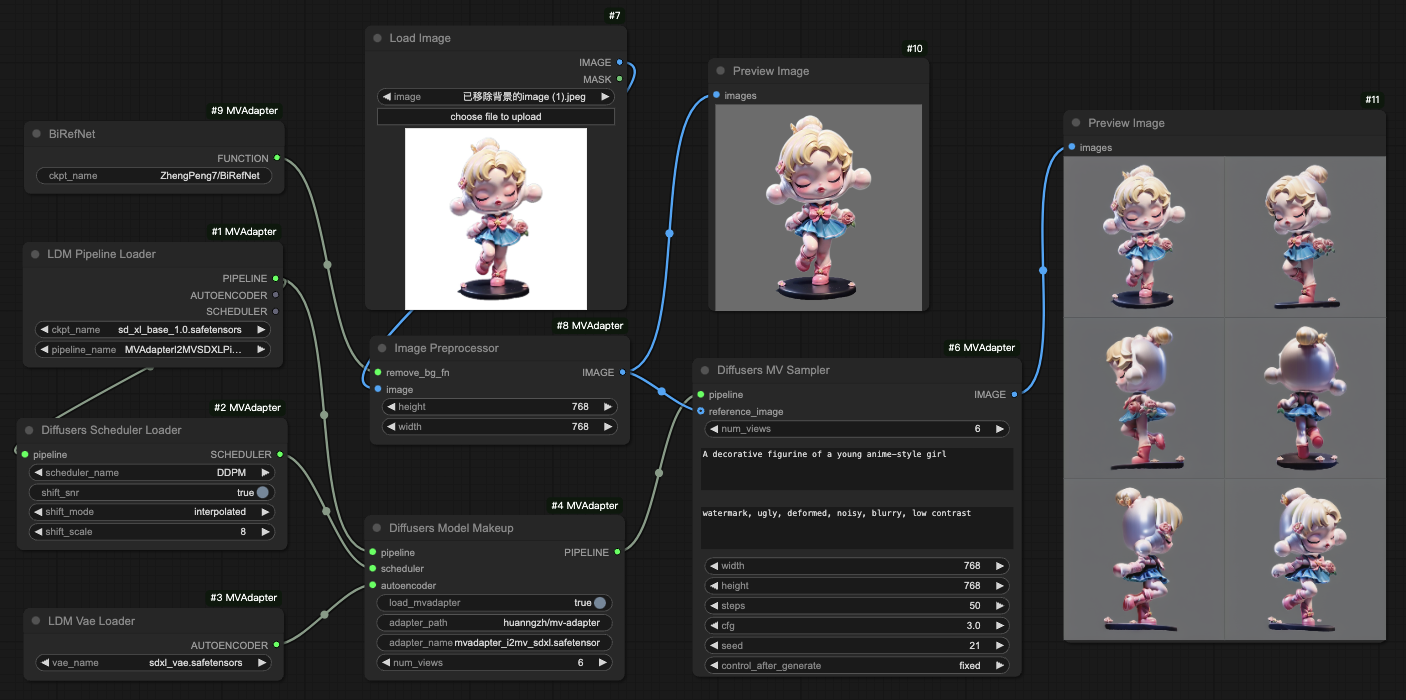 #7
Load Image
IMAGE
MASK
image 已移除背景的image (1).jpeg
choose file to upload
#10
Preview Image
images
#11
Preview Image
images
#9 MVAdapter
BiRefNet
FUNCTION
ckpt_name ZhengPeng7/BiRefNet
#1 MVAdapter
LDM Pipeline Loader
PIPELINE
AUTOENCODER
SCHEDULER
ckpt_name sd_xl_base_1.0.safetensors
pipeline_name MVAdapterI2MVSDXLPi...
#8 MVAdapter
Image Preprocessor
remove_bg_fn IMAGE
image
height 768
width 768
#2 MVAdapter
Diffusers Scheduler Loader
pipeline SCHEDULER
scheduler_name DDPM
shift_snr true
shift_mode interpolated
shift_scale 8
#4 MVAdapter
Diffusers Model Makeup
pipeline PIPELINE
scheduler
autoencoder
load_mvadapter true
adapter_path huanngzh/mv-adapter
adapter_name mvadapter_i2mv_sdxl.safetensor
num_views 6
#3 MVAdapter
LDM Vae Loader
AUTOENCODER
vae_name sdxl_vae.safetensors
#6 MVAdapter
Diffusers MV Sampler
pipeline IMAGE
reference_image
num_views 6
A decorative figurine of a young anime-style girl
watermark, ugly, deformed, noisy, blurry, low contrast
width 768
height 768
steps 50
cfg 3.0
seed 21
control_after_generate fixed